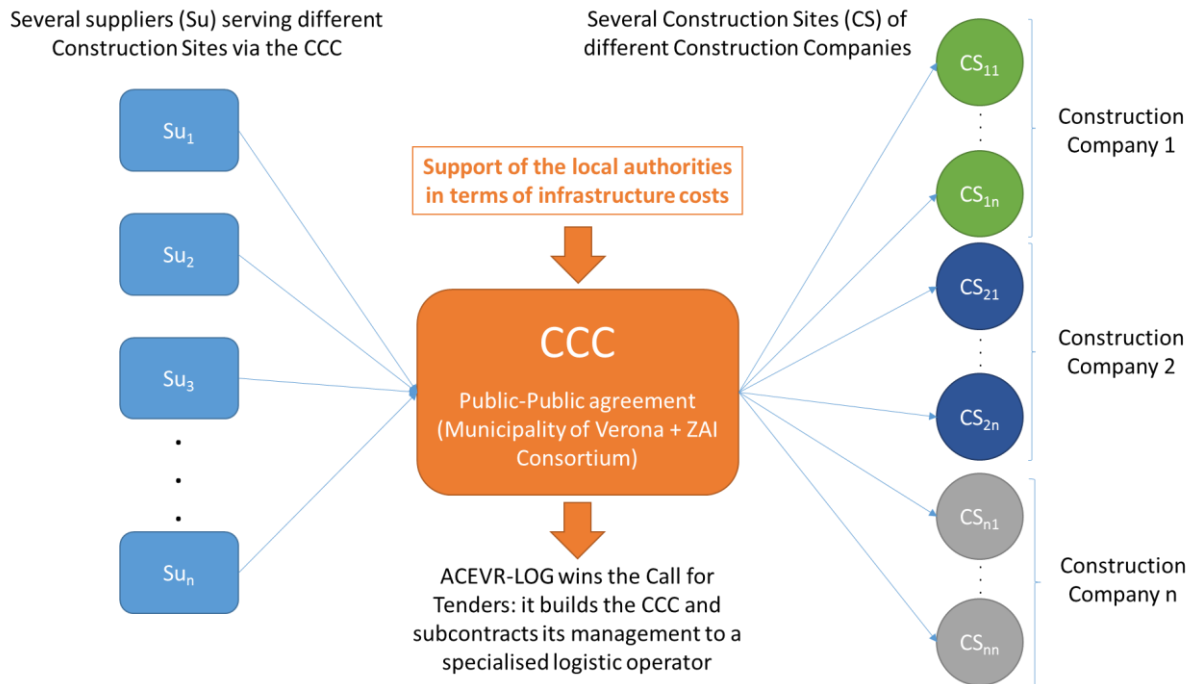 Several suppliers (Su) serving different
Construction Sites via the CCC
Several Construction Sites (CS) of
different Construction Companies
Su1
Su2
Su3
Sun
Support of the local authorities
in terms of infrastructure costs
CCC
Public-Public agreement
(Municipality of Verona + ZAI
Consortium)
ACEVR-LOG wins the Call for
Tenders: it builds the CCC and
subcontracts its management to a
specialised logistic operator
CS11
CS1n
Construction
Company 1
CS21
CS2n
Construction
Company 2
CSn1
CSnn
Construction
Company n